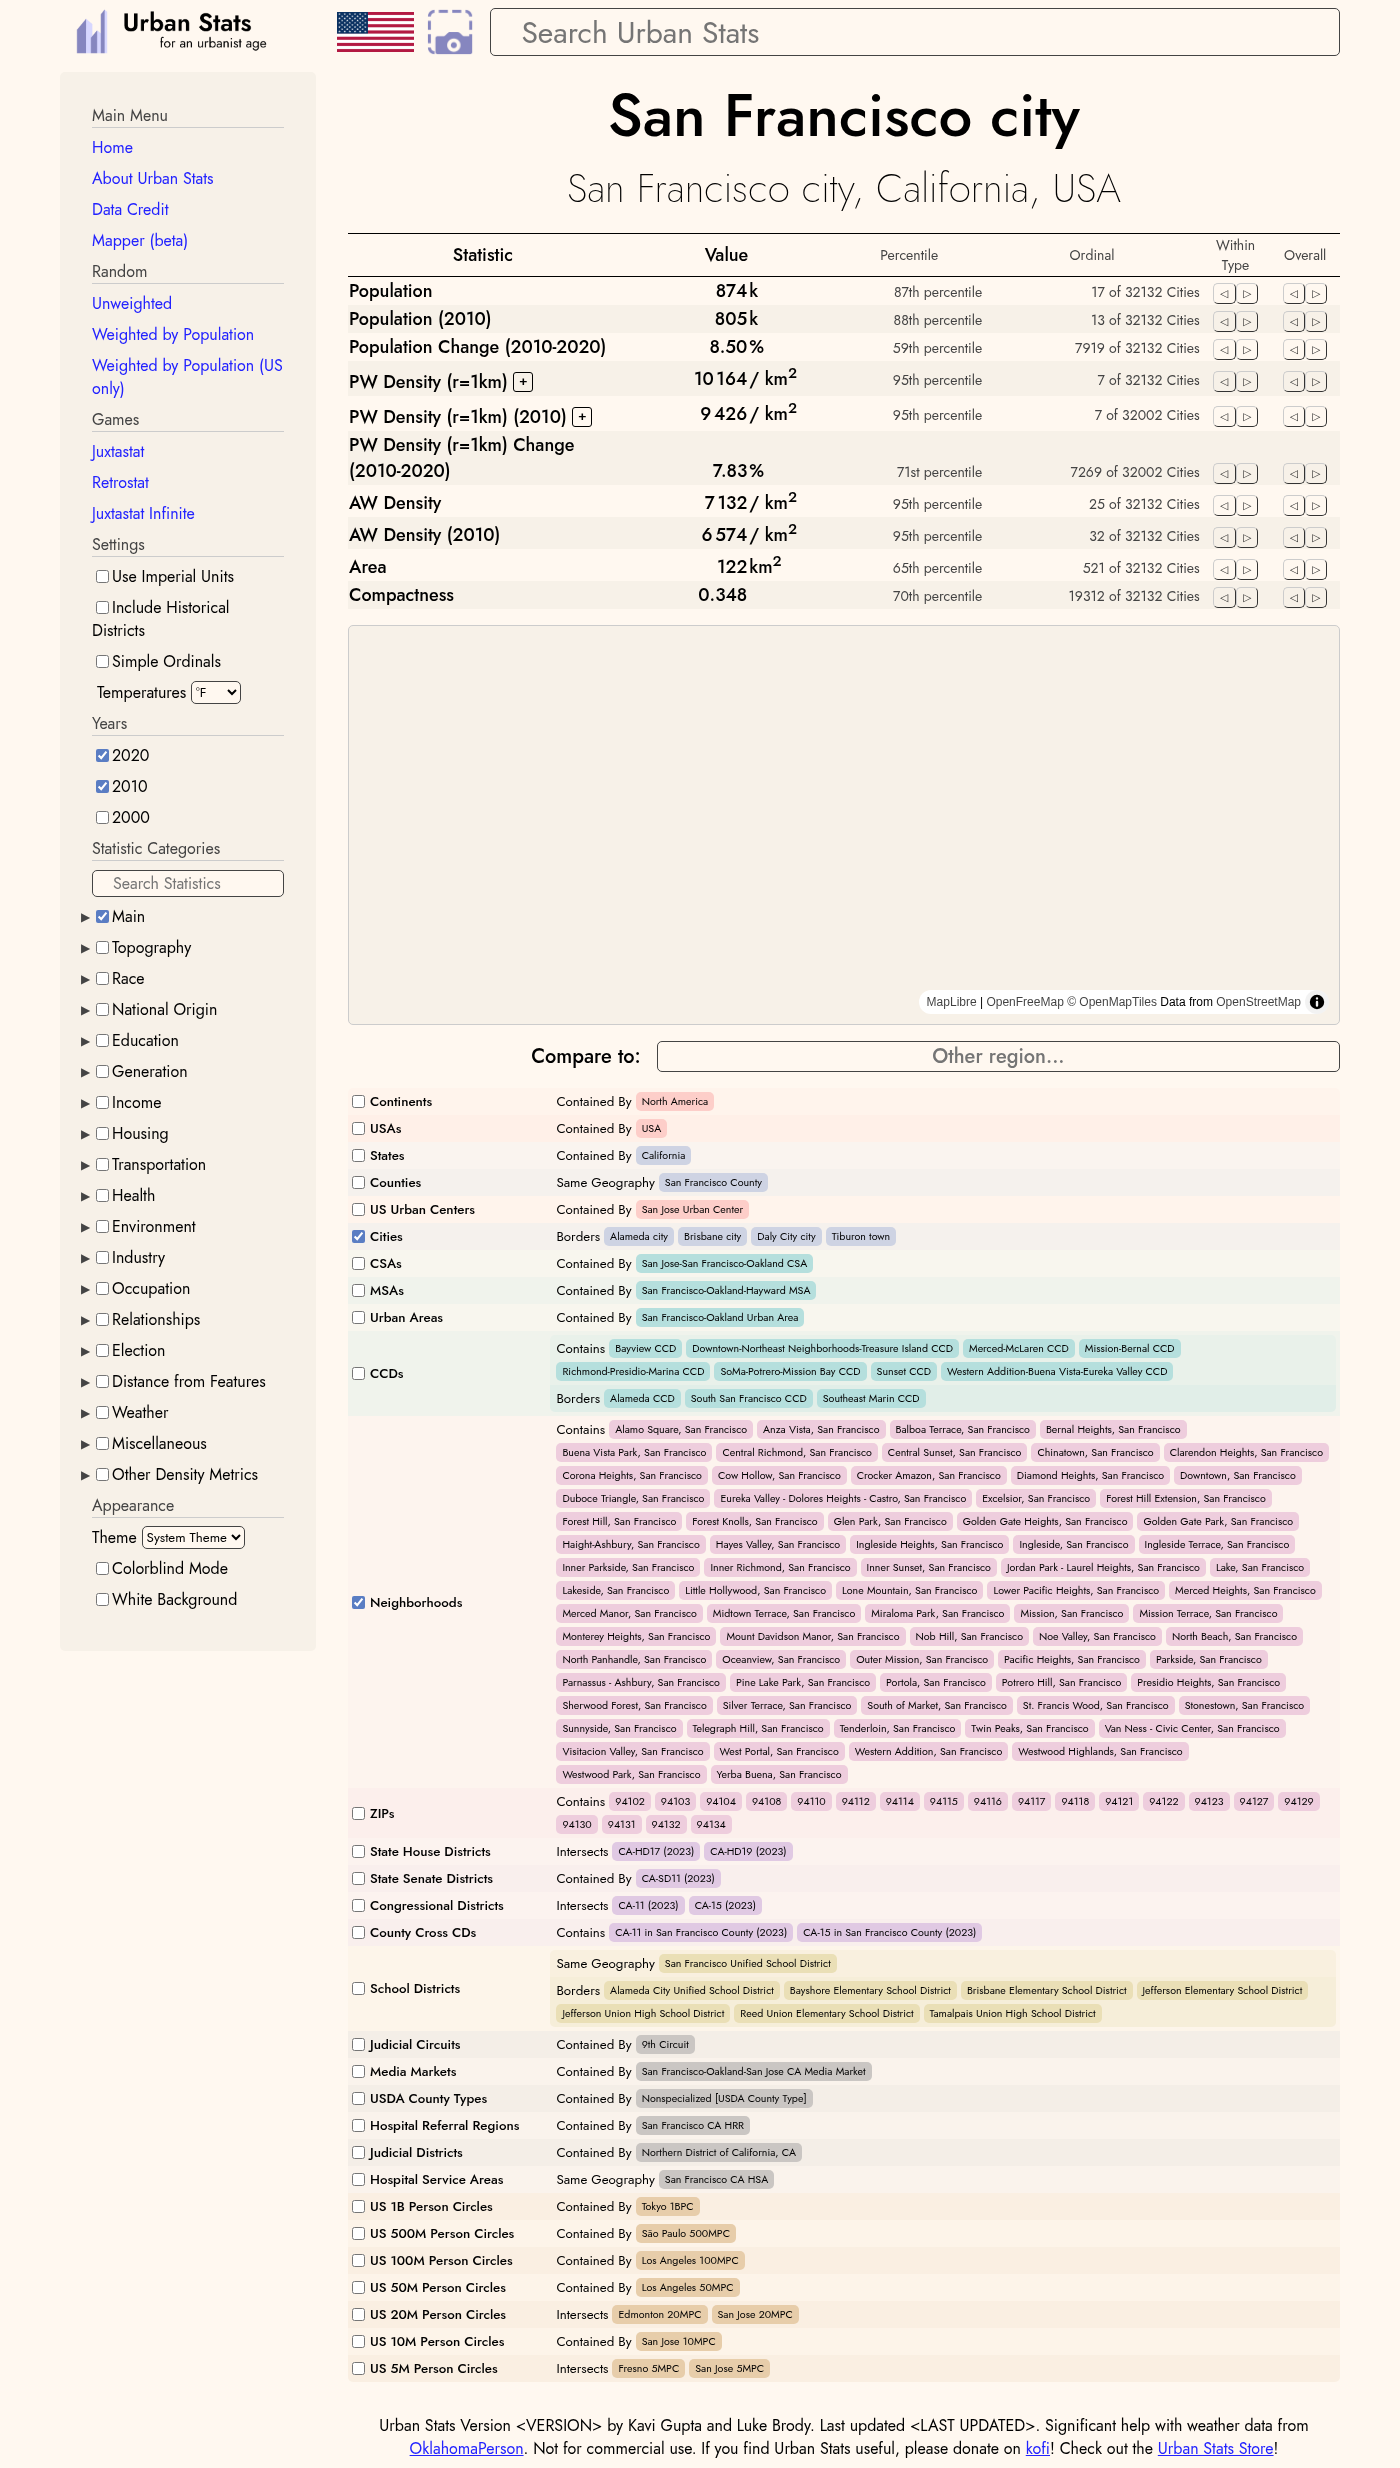 Urban Stats
for an urbanist age
Search Urban Stats
Main Menu
Home
About Urban Stats
Data Credit
Mapper (beta)
Random
Unweighted
Weighted by Population
Weighted by Population (US
only)
Games
Juxtastat
Retrostat
Juxtastat Infinite
Settings
Use Imperial Units
Include Historical
Districts
Simple Ordinals
Temperatures °F
Years
2020
2010
2000
Statistic Categories
Search Statistics
Main
Topography
Race
National Origin
Education
Generation
Income
Housing
Transportation
Health
Environment
Industry
Occupation
Relationships
Election
Distance from Features
Weather
Miscellaneous
Other Density Metrics
Appearance
Theme System Theme
Colorblind Mode
White Background
San Francisco city
San Francisco city, California, USA
Statistic Value Percentile Ordinal Within Type Overall
Population 874k 87th percentile 17 of 32132 Cities
Population (2010) 805k 88th percentile 13 of 32132 Cities
Population Change (2010-2020) 8.50% 59th percentile 7919 of 32132 Cities
PW Density (r=1km) + 10 164 / km2 95th percentile 7 of 32132 Cities
PW Density (r=1km) (2010) + 9 426 / km2 95th percentile 7 of 32002 Cities
PW Density (r=1km) Change
(2010-2020) 7.83% 71st percentile 7269 of 32002 Cities
AW Density 7 132 / km2 95th percentile 25 of 32132 Cities
AW Density (2010) 6 574 / km2 95th percentile 32 of 32132 Cities
Area 122 km2 65th percentile 521 of 32132 Cities
Compactness 0.348 70th percentile 19312 of 32132 Cities
MapLibre | OpenFreeMap © OpenMapTiles Data from OpenStreetMap
Compare to: Other region...
Continents Contained By North America
USAs Contained By USA
States Contained By California
Counties Same Geography San Francisco County
US Urban Centers Contained By San Jose Urban Center
Cities Borders Alameda city Brisbane city Daly City city Tiburon town
CSAs Contained By San Jose-San Francisco-Oakland CSA
MSAs Contained By San Francisco-Oakland-Hayward MSA
Urban Areas Contained By San Francisco-Oakland Urban Area
CCDs
Contains Bayview CCD Downtown-Northeast Neighborhoods-Treasure Island CCD Merced-McLaren CCD Mission-Bernal CCD
Richmond-Presidio-Marina CCD SoMa-Potrero-Mission Bay CCD Sunset CCD Western Addition-Buena Vista-Eureka Valley CCD
Borders Alameda CCD South San Francisco CCD Southeast Marin CCD
Neighborhoods
Contains Alamo Square, San Francisco Anza Vista, San Francisco Balboa Terrace, San Francisco Bernal Heights, San Francisco
Buena Vista Park, San Francisco Central Richmond, San Francisco Central Sunset, San Francisco Chinatown, San Francisco Clarendon Heights, San Francisco
Corona Heights, San Francisco Cow Hollow, San Francisco Crocker Amazon, San Francisco Diamond Heights, San Francisco Downtown, San Francisco
Duboce Triangle, San Francisco Eureka Valley - Dolores Heights - Castro, San Francisco Excelsior, San Francisco Forest Hill Extension, San Francisco
Forest Hill, San Francisco Forest Knolls, San Francisco Glen Park, San Francisco Golden Gate Heights, San Francisco Golden Gate Park, San Francisco
Haight-Ashbury, San Francisco Hayes Valley, San Francisco Ingleside Heights, San Francisco Ingleside, San Francisco Ingleside Terrace, San Francisco
Inner Parkside, San Francisco Inner Richmond, San Francisco Inner Sunset, San Francisco Jordan Park - Laurel Heights, San Francisco Lake, San Francisco
Lakeside, San Francisco Little Hollywood, San Francisco Lone Mountain, San Francisco Lower Pacific Heights, San Francisco Merced Heights, San Francisco
Merced Manor, San Francisco Midtown Terrace, San Francisco Miraloma Park, San Francisco Mission, San Francisco Mission Terrace, San Francisco
Monterey Heights, San Francisco Mount Davidson Manor, San Francisco Nob Hill, San Francisco Noe Valley, San Francisco North Beach, San Francisco
North Panhandle, San Francisco Oceanview, San Francisco Outer Mission, San Francisco Pacific Heights, San Francisco Parkside, San Francisco
Parnassus - Ashbury, San Francisco Pine Lake Park, San Francisco Portola, San Francisco Potrero Hill, San Francisco Presidio Heights, San Francisco
Sherwood Forest, San Francisco Silver Terrace, San Francisco South of Market, San Francisco St. Francis Wood, San Francisco Stonestown, San Francisco
Sunnyside, San Francisco Telegraph Hill, San Francisco Tenderloin, San Francisco Twin Peaks, San Francisco Van Ness - Civic Center, San Francisco
Visitacion Valley, San Francisco West Portal, San Francisco Western Addition, San Francisco Westwood Highlands, San Francisco
Westwood Park, San Francisco Yerba Buena, San Francisco
ZIPs
Contains 94102 94103 94104 94108 94110 94112 94114 94115 94116 94117 94118 94121 94122 94123 94127 94129
94130 94131 94132 94134
State House Districts Intersects CA-HD17 (2023) CA-HD19 (2023)
State Senate Districts Contained By CA-SD11 (2023)
Congressional Districts Intersects CA-11 (2023) CA-15 (2023)
County Cross CDs Contains CA-11 in San Francisco County (2023) CA-15 in San Francisco County (2023)
School Districts
Same Geography San Francisco Unified School District
Borders Alameda City Unified School District Bayshore Elementary School District Brisbane Elementary School District Jefferson Elementary School District
Jefferson Union High School District Reed Union Elementary School District Tamalpais Union High School District
Judicial Circuits Contained By 9th Circuit
Media Markets Contained By San Francisco-Oakland-San Jose CA Media Market
USDA County Types Contained By Nonspecialized [USDA County Type]
Hospital Referral Regions Contained By San Francisco CA HRR
Judicial Districts Contained By Northern District of California, CA
Hospital Service Areas Same Geography San Francisco CA HSA
US 1B Person Circles Contained By Tokyo 1BPC
US 500M Person Circles Contained By São Paulo 500MPC
US 100M Person Circles Contained By Los Angeles 100MPC
US 50M Person Circles Contained By Los Angeles 50MPC
US 20M Person Circles Intersects Edmonton 20MPC San Jose 20MPC
US 10M Person Circles Contained By San Jose 10MPC
US 5M Person Circles Intersects Fresno 5MPC San Jose 5MPC
Urban Stats Version <VERSION> by Kavi Gupta and Luke Brody. Last updated <LAST UPDATED>. Significant help with weather data from
OklahomaPerson. Not for commercial use. If you find Urban Stats useful, please donate on kofi! Check out the Urban Stats Store!